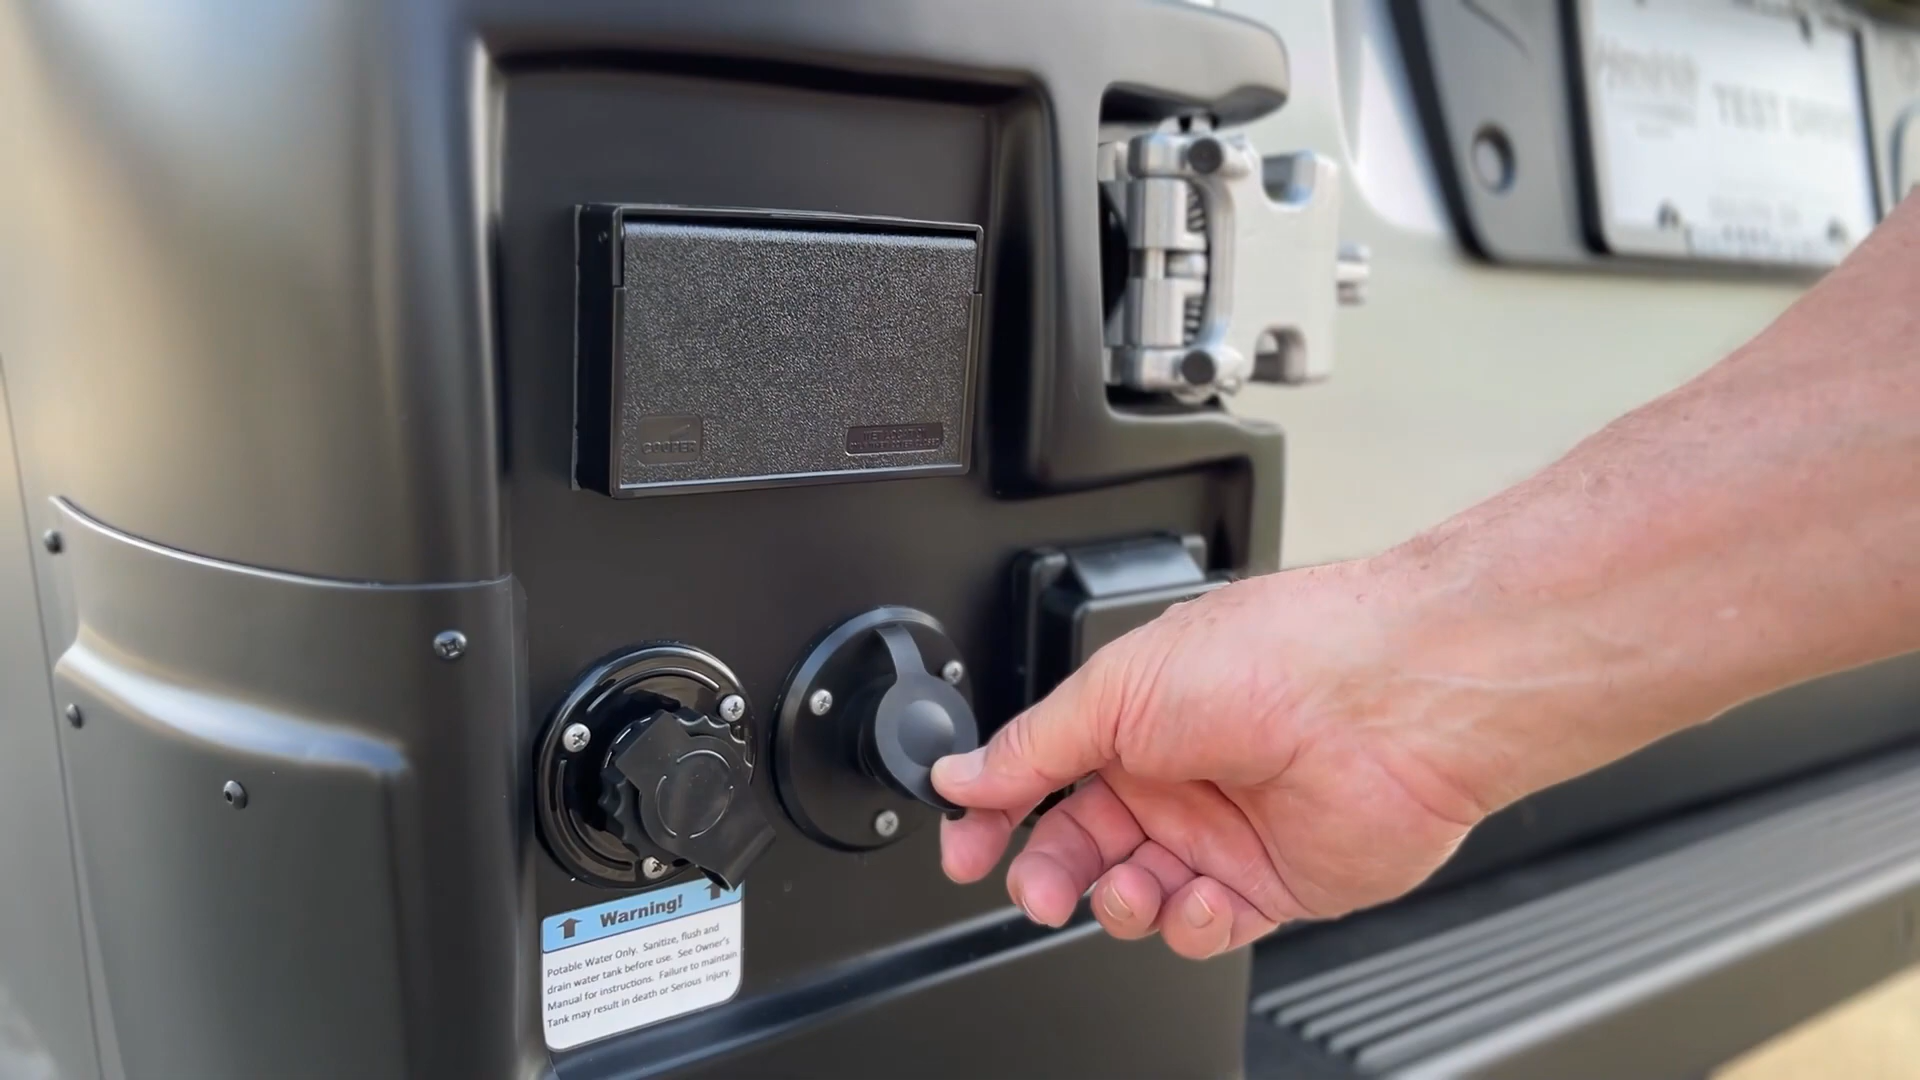 TEST DRIVE
COOPER
Warning!
Potable Water Only. Sanitize, flush and
drain water tank before use. See Owner's
Manual for instructions. Failure to maintain
Tank may result in death or Serious injury.